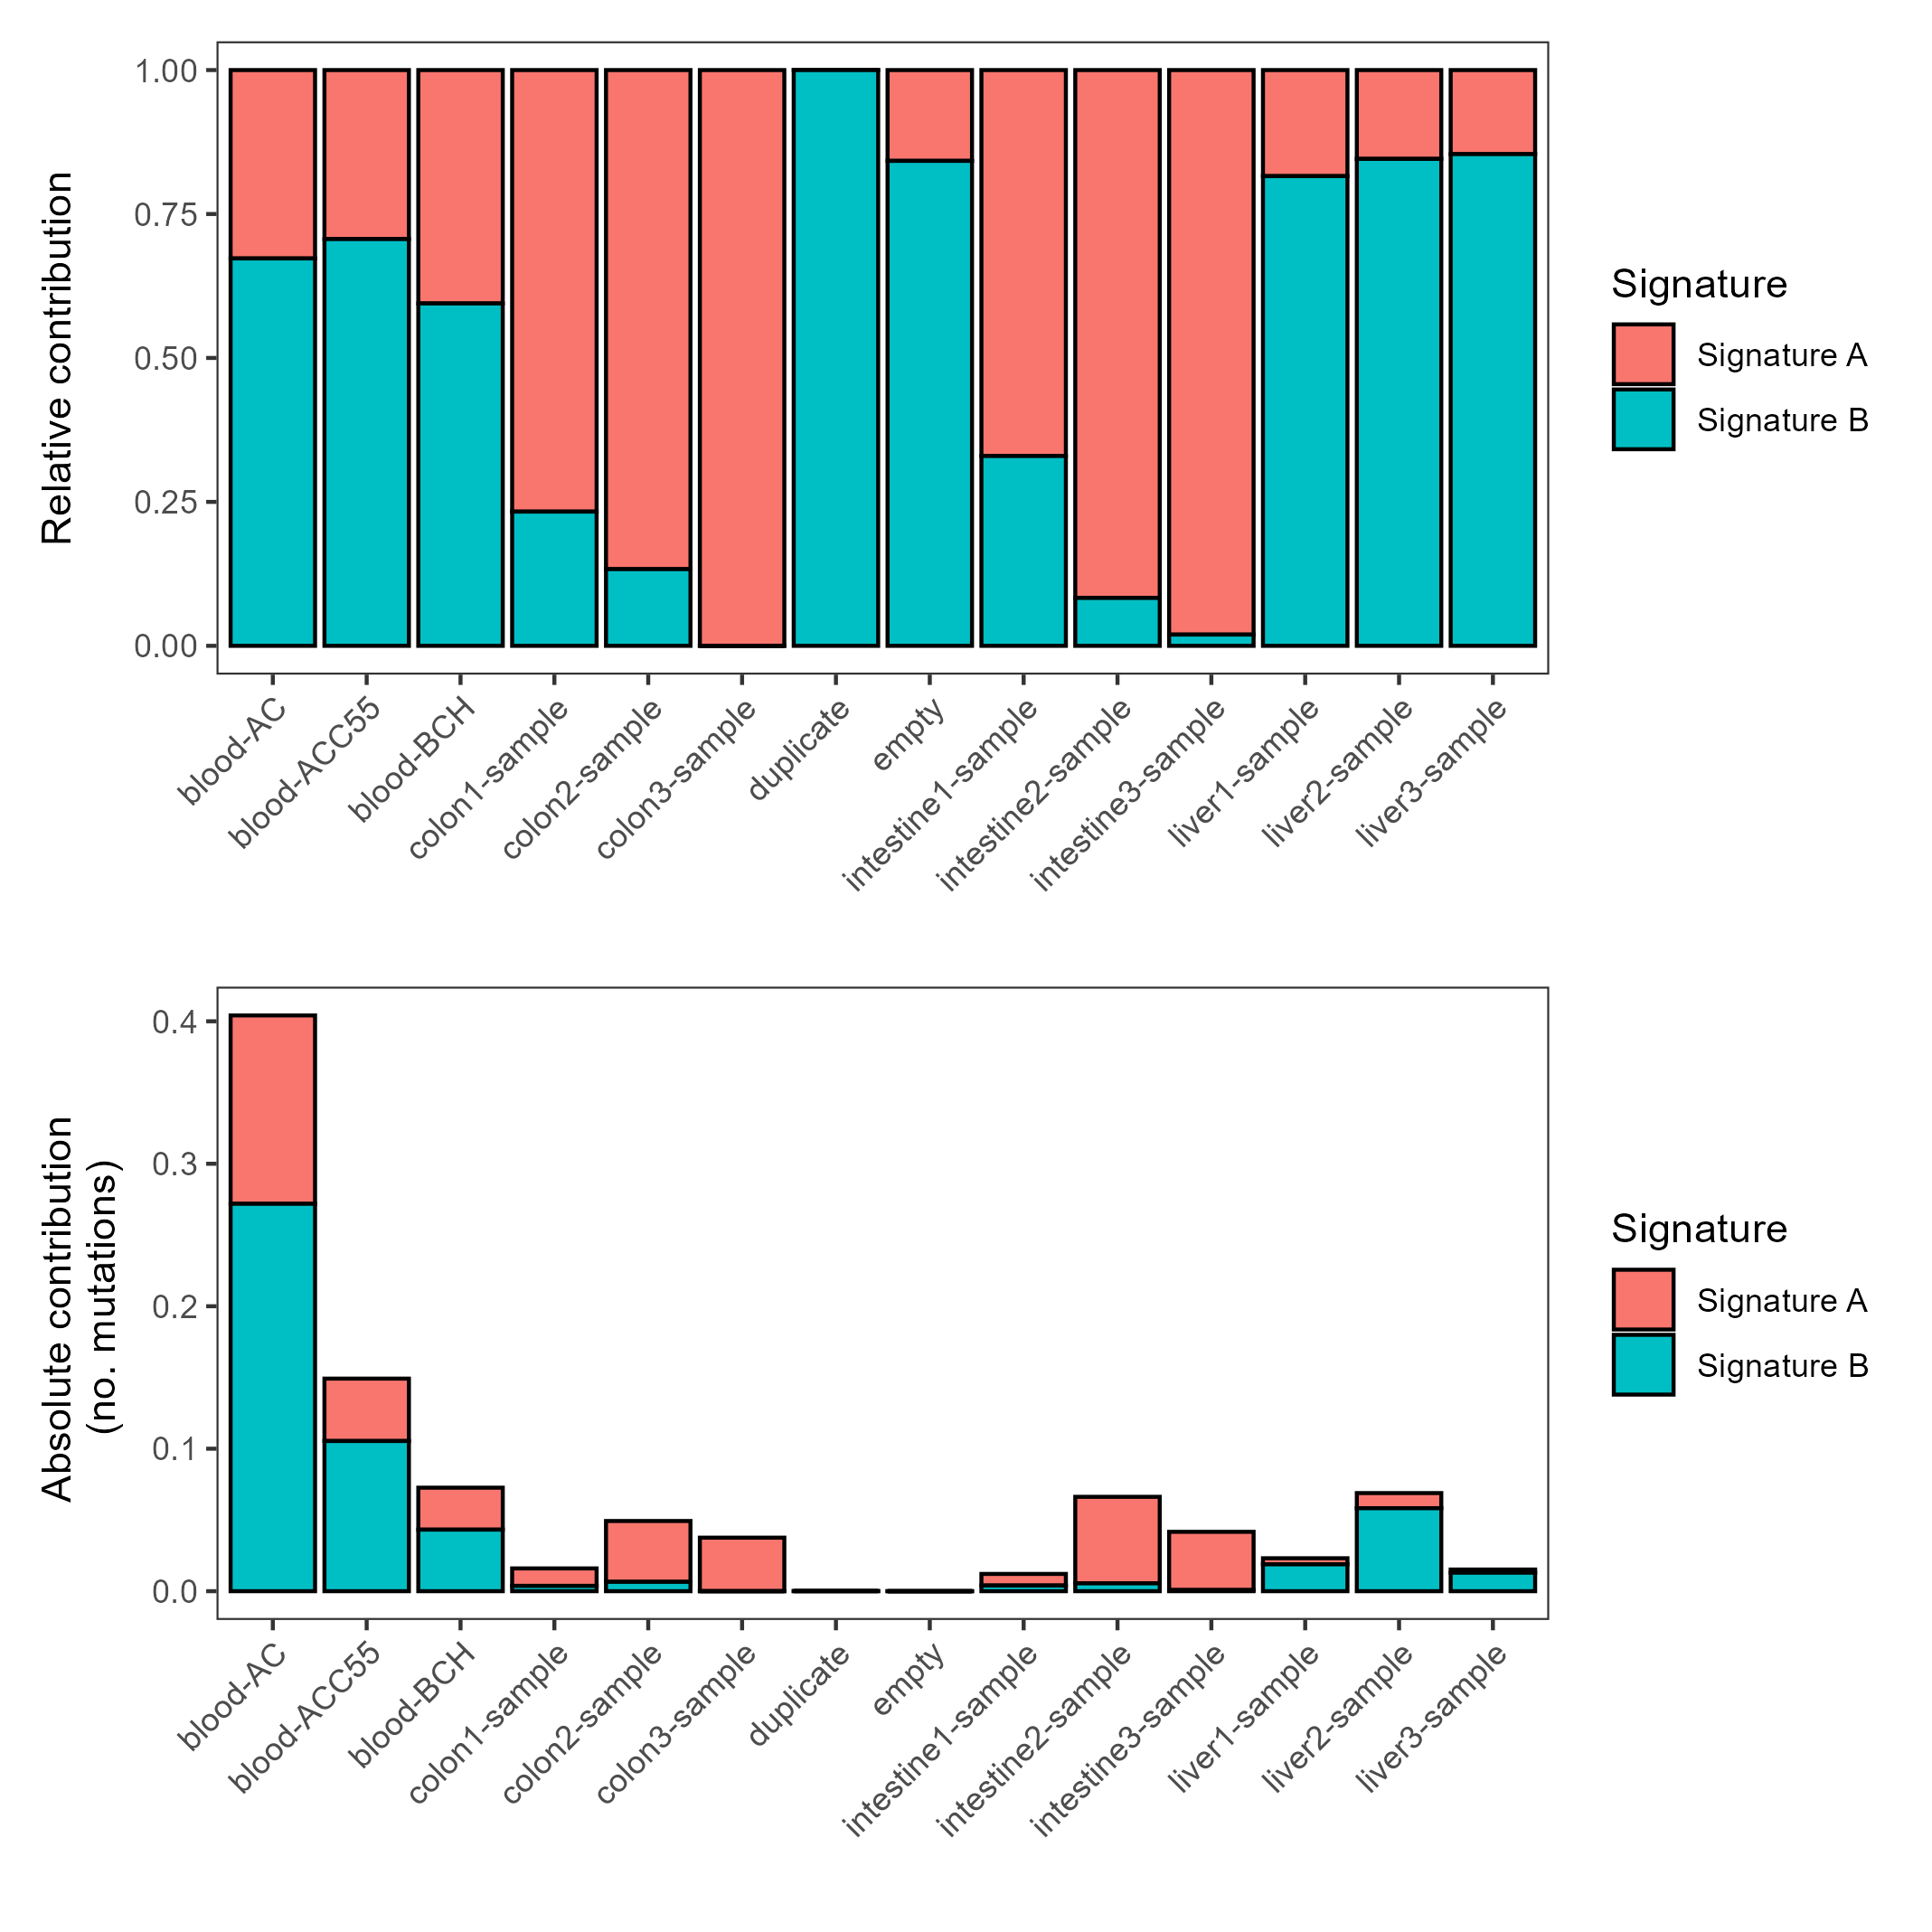 Relative contribution
1.00
0.75
0.50
0.25
0.00
blood-AC
blood-ACC55
blood-BCH
colon1-sample
colon2-sample
colon3-sample
duplicate
empty
intestine1-sample
intestine2-sample
intestine3-sample
liver1-sample
liver2-sample
liver3-sample
Signature
Signature A
Signature B
Absolute contribution
(no. mutations)
0.4
0.3
0.2
0.1
0.0
blood-AC
blood-ACC55
blood-BCH
colon1-sample
colon2-sample
colon3-sample
duplicate
empty
intestine1-sample
intestine2-sample
intestine3-sample
liver1-sample
liver2-sample
liver3-sample
Signature
Signature A
Signature B